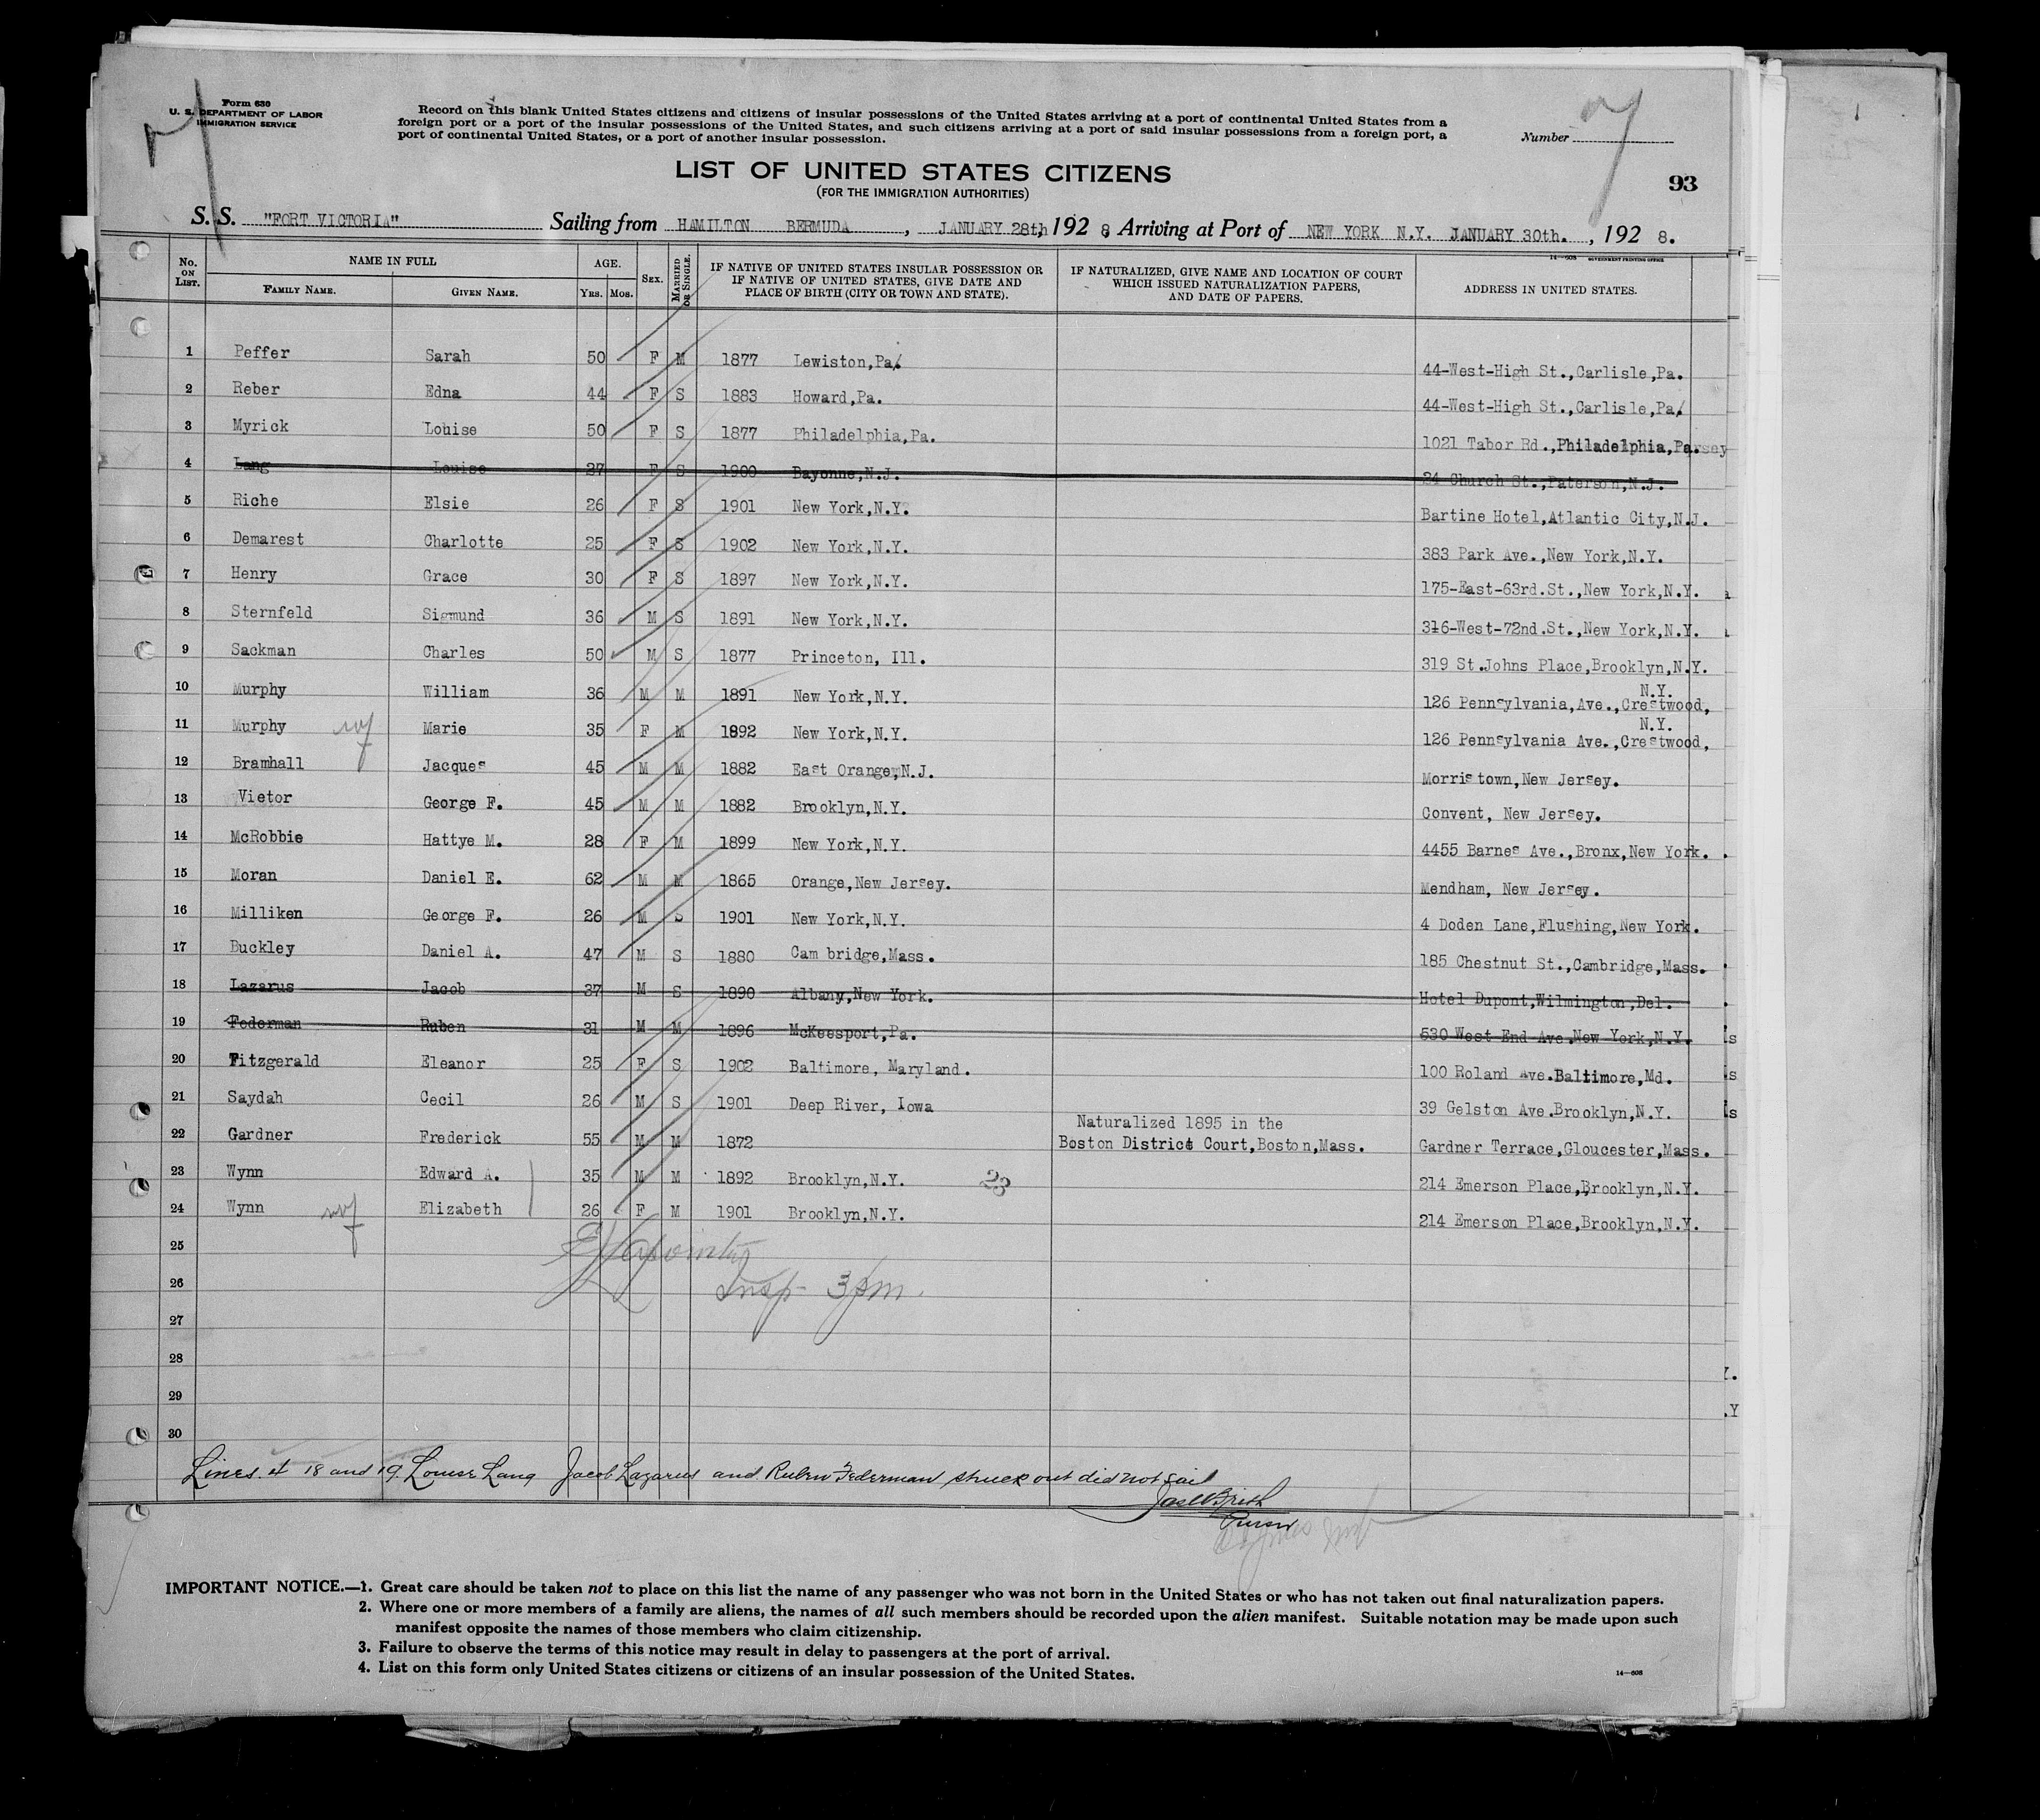 Form 630
U. S. DEPARTMENT OF LABOR
IMMIGRATION SERVICE
Record on this blank United States citizens and citizens of insular possessions of the United States arriving at a port of continental United States from a
foreign port or a port of the insular possessions of the United States, and such citizens arriving at a port of said insular possessions from a foreign port, a
port of continental United States, or a port of another insular possession.
Number
LIST OF UNITED STATES CITIZENS
(FOR THE IMMIGRATION AUTHORITIES)
93
S. S. "FORT VICTORIA" Sailing from HAMILTON BERMUDA, JANUARY 28th, 1928, Arriving at Port of NEW YORK N.Y. JANUARY 30th., 1928.
14—608 GOVERNMENT PRINTING OFFICE
No. ON LIST. NAME IN FULL AGE. SEX. MARRIED OR SINGLE. IF NATIVE OF UNITED STATES INSULAR POSSESSION OR IF NATIVE OF UNITED STATES, GIVE DATE AND PLACE OF BIRTH (CITY OR TOWN AND STATE). IF NATURALIZED, GIVE NAME AND LOCATION OF COURT WHICH ISSUED NATURALIZATION PAPERS, AND DATE OF PAPERS. ADDRESS IN UNITED STATES.
FAMILY NAME. GIVEN NAME. YRS. MOS.
1 Peffer Sarah 50 F M 1877 Lewiston,Pa. 44-West-High St.,Carlisle,Pa.
2 Reber Edna 44 F S 1883 Howard,Pa. 44-West-High St.,Carlisle,Pa.
3 Myrick Louise 50 F S 1877 Philadelphia,Pa. 1021 Tabor Rd.,Philadelphia,Pa.
4 Lang Louise 27 F S 1900 Bayonne,N.J. 24 Church St.,Paterson,N.J.
5 Riche Elsie 26 F S 1901 New York,N.Y. Bartine Hotel,Atlantic City,N.J.
6 Demarest Charlotte 25 F S 1902 New York,N.Y. 383 Park Ave.,New York,N.Y.
7 Henry Grace 30 F S 1897 New York,N.Y. 175-East-63rd.St.,New York,N.Y.
8 Sternfeld Sigmund 36 M S 1891 New York,N.Y. 316-West-72nd.St.,New York,N.Y.
9 Sackman Charles 50 M S 1877 Princeton, Ill. 319 St.Johns Place,Brooklyn,N.Y.
10 Murphy William 36 M M 1891 New York,N.Y. 126 Pennsylvania,Ave.,Crestwood, N.Y.
11 Murphy wf Marie 35 F M 1892 New York,N.Y. 126 Pennsylvania Ave.,Crestwood, N.Y.
12 Bramhall Jacques 45 M M 1882 East Orange,N.J. Morristown,New Jersey.
13 Vietor George F. 45 M M 1882 Brooklyn,N.Y. Convent, New Jersey.
14 McRobbie Hattye M. 28 F M 1899 New York,N.Y. 4455 Barnes Ave.,Bronx,New York.
15 Moran Daniel E. 62 M M 1865 Orange,New Jersey. Mendham, New Jersey.
16 Milliken George F. 26 M S 1901 New York,N.Y. 4 Doden Lane,Flushing,New York.
17 Buckley Daniel A. 47 M S 1880 Cam bridge,Mass. 185 Chestnut St.,Cambridge,Mass.
18 Lazarus Jacob 37 M S 1890 Albany,New York. Hotel Dupont,Wilmington,Del.
19 Federman Ruben 31 M M 1896 McKeesport,Pa. 530 West End Ave.New York,N.Y.
20 Fitzgerald Eleanor 25 F S 1902 Baltimore, Maryland. 100 Roland Ave.Baltimore,Md.
21 Saydah Cecil 26 M S 1901 Deep River, Iowa 39 Gelston Ave.Brooklyn,N.Y.
22 Gardner Frederick 55 M M 1872 Naturalized 1895 in the Boston District Court,Boston,Mass. Gardner Terrace,Gloucester,Mass.
23 Wynn Edward A. 35 M M 1892 Brooklyn,N.Y. 23 214 Emerson Place,Brooklyn,N.Y.
24 Wynn wf Elizabeth 26 F M 1901 Brooklyn,N.Y. 214 Emerson Place,Brooklyn,N.Y.
25
26 Insp- 3 pm.
27
28
29
30
Lines. 4 18 and 19. Louise Lang Jacob Lazarus and Ruben Federman struck out did not sail
Purser
IMPORTANT NOTICE.—1. Great care should be taken not to place on this list the name of any passenger who was not born in the United States or who has not taken out final naturalization papers.
2. Where one or more members of a family are aliens, the names of all such members should be recorded upon the alien manifest. Suitable notation may be made upon such
manifest opposite the names of those members who claim citizenship.
3. Failure to observe the terms of this notice may result in delay to passengers at the port of arrival.
4. List on this form only United States citizens or citizens of an insular possession of the United States.
14—608